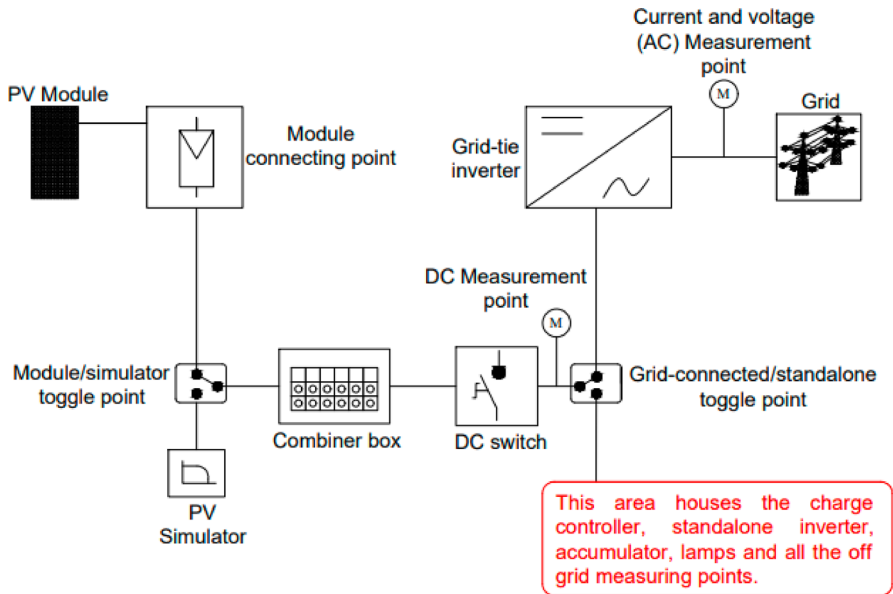 Current and voltage
(AC) Measurement
point
PV Module
M
Grid
Module
connecting point
Grid-tie
inverter
DC Measurement
point
M
Module/simulator
toggle point
Grid-connected/standalone
toggle point
Combiner box
DC switch
PV
Simulator
This area houses the charge
controller, standalone inverter,
accumulator, lamps and all the off
grid measuring points.